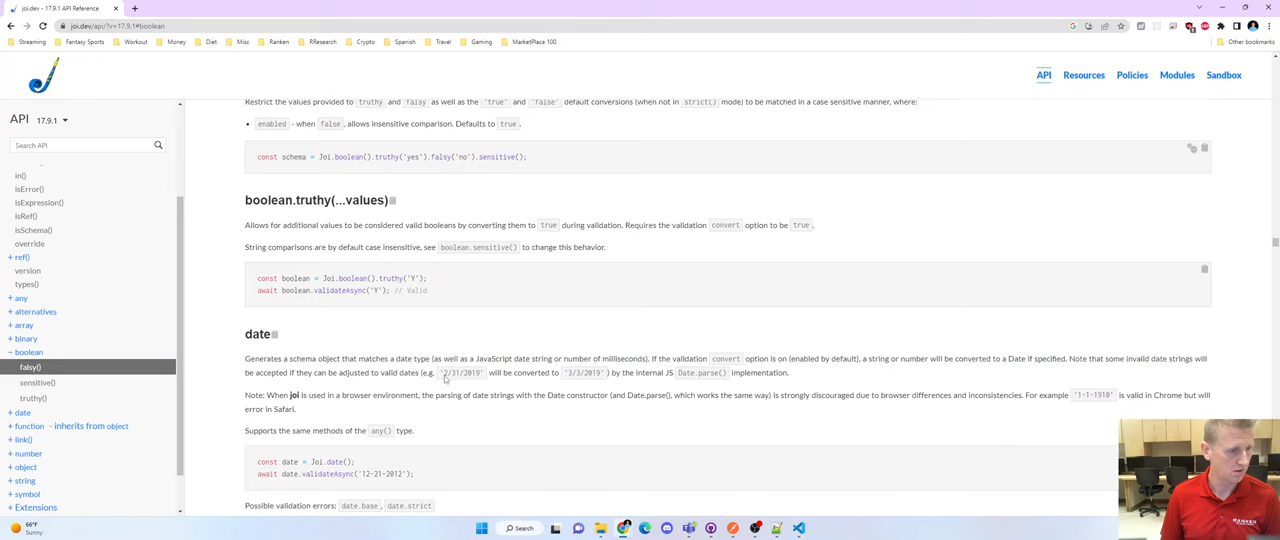 joi.dev - 17.9.1 API Reference
joi.dev/api/?v=17.9.1#boolean
Streaming Fantasy Sports Workout Money Diet Misc Ranken RResearch Crypto Spanish Travel Gaming MarketPlace 100 Other bookmarks
API Resources Policies Modules Sandbox
API 17.9.1
Search API
in()
isError()
isExpression()
isRef()
isSchema()
override
+ ref()
version
types()
+ any
+ alternatives
+ array
+ binary
− boolean
falsy()
sensitive()
truthy()
+ date
+ function - inherits from object
+ link()
+ number
+ object
+ string
+ symbol
+ Extensions
Restrict the values provided to truthy and falsy as well as the 'true' and 'false' default conversions (when not in strict() mode) to be matched in a case sensitive manner, where:
• enabled - when false, allows insensitive comparison. Defaults to true.
const schema = Joi.boolean().truthy('yes').falsy('no').sensitive();
boolean.truthy(...values)
Allows for additional values to be considered valid booleans by converting them to true during validation. Requires the validation convert option to be true.
String comparisons are by default case insensitive, see boolean.sensitive() to change this behavior.
const boolean = Joi.boolean().truthy('Y');
await boolean.validateAsync('Y'); // Valid
date
Generates a schema object that matches a date type (as well as a JavaScript date string or number of milliseconds). If the validation convert option is on (enabled by default), a string or number will be converted to a Date if specified. Note that some invalid date strings will
be accepted if they can be adjusted to valid dates (e.g. '2/31/2019' will be converted to '3/3/2019') by the internal JS Date.parse() implementation.
Note: When joi is used in a browser environment, the parsing of date strings with the Date constructor (and Date.parse(), which works the same way) is strongly discouraged due to browser differences and inconsistencies. For example '1-1-1910' is valid in Chrome but will
error in Safari.
Supports the same methods of the any() type.
const date = Joi.date();
await date.validateAsync('12-21-2012');
Possible validation errors: date.base, date.strict
66°F
Sunny
Search
RANKEN